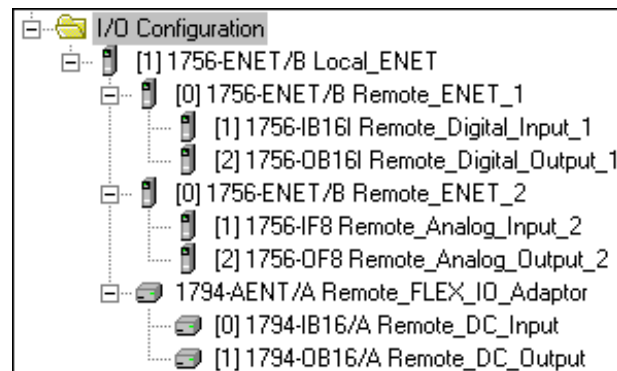 I/O Configuration
[1] 1756-ENET/B Local_ENET
[0] 1756-ENET/B Remote_ENET_1
[1] 1756-IB16I Remote_Digital_Input_1
[2] 1756-OB16I Remote_Digital_Output_1
[0] 1756-ENET/B Remote_ENET_2
[1] 1756-IF8 Remote_Analog_Input_2
[2] 1756-OF8 Remote_Analog_Output_2
1794-AENT/A Remote_FLEX_IO_Adaptor
[0] 1794-IB16/A Remote_DC_Input
[1] 1794-OB16/A Remote_DC_Output